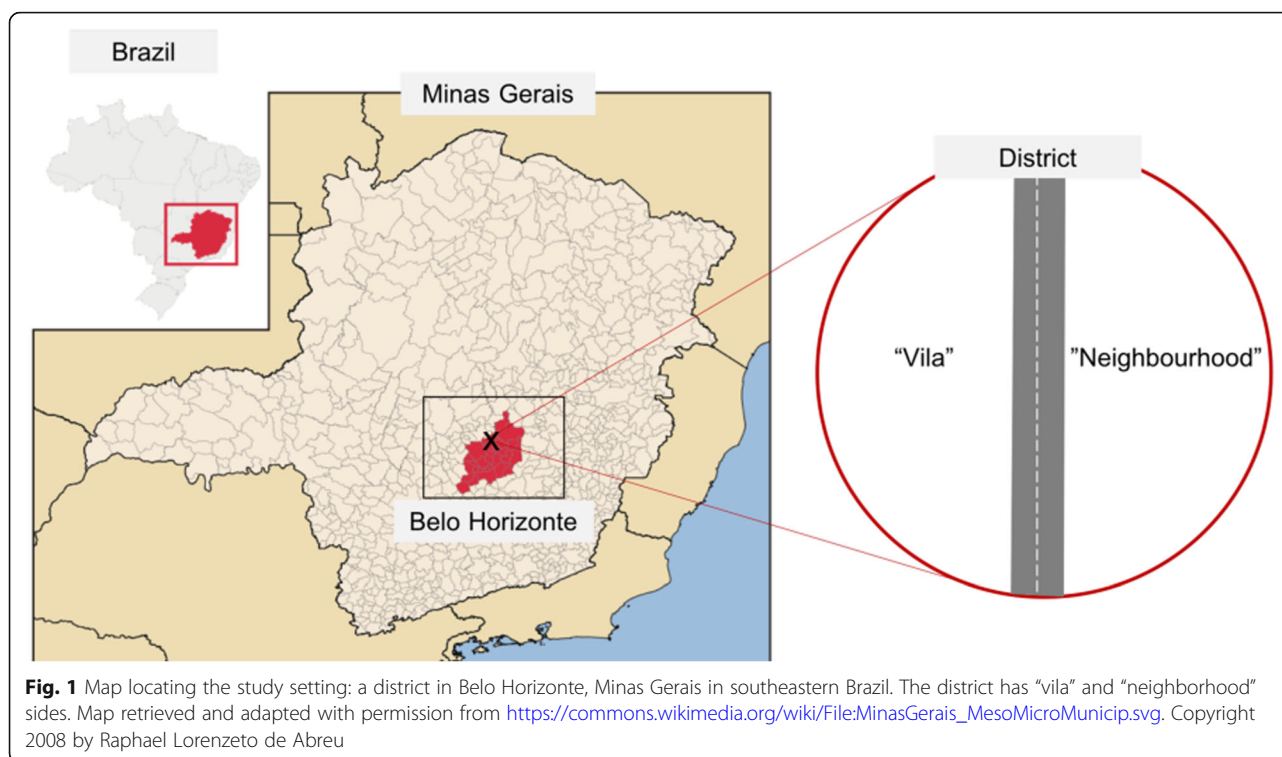 Brazil
Minas Gerais
District
“Vila”
”Neighbourhood”
X
Belo Horizonte
Fig. 1 Map locating the study setting: a district in Belo Horizonte, Minas Gerais in southeastern Brazil. The district has “vila” and “neighborhood”
sides. Map retrieved and adapted with permission from https://commons.wikimedia.org/wiki/File:MinasGerais_MesoMicroMunicip.svg. Copyright
2008 by Raphael Lorenzeto de Abreu